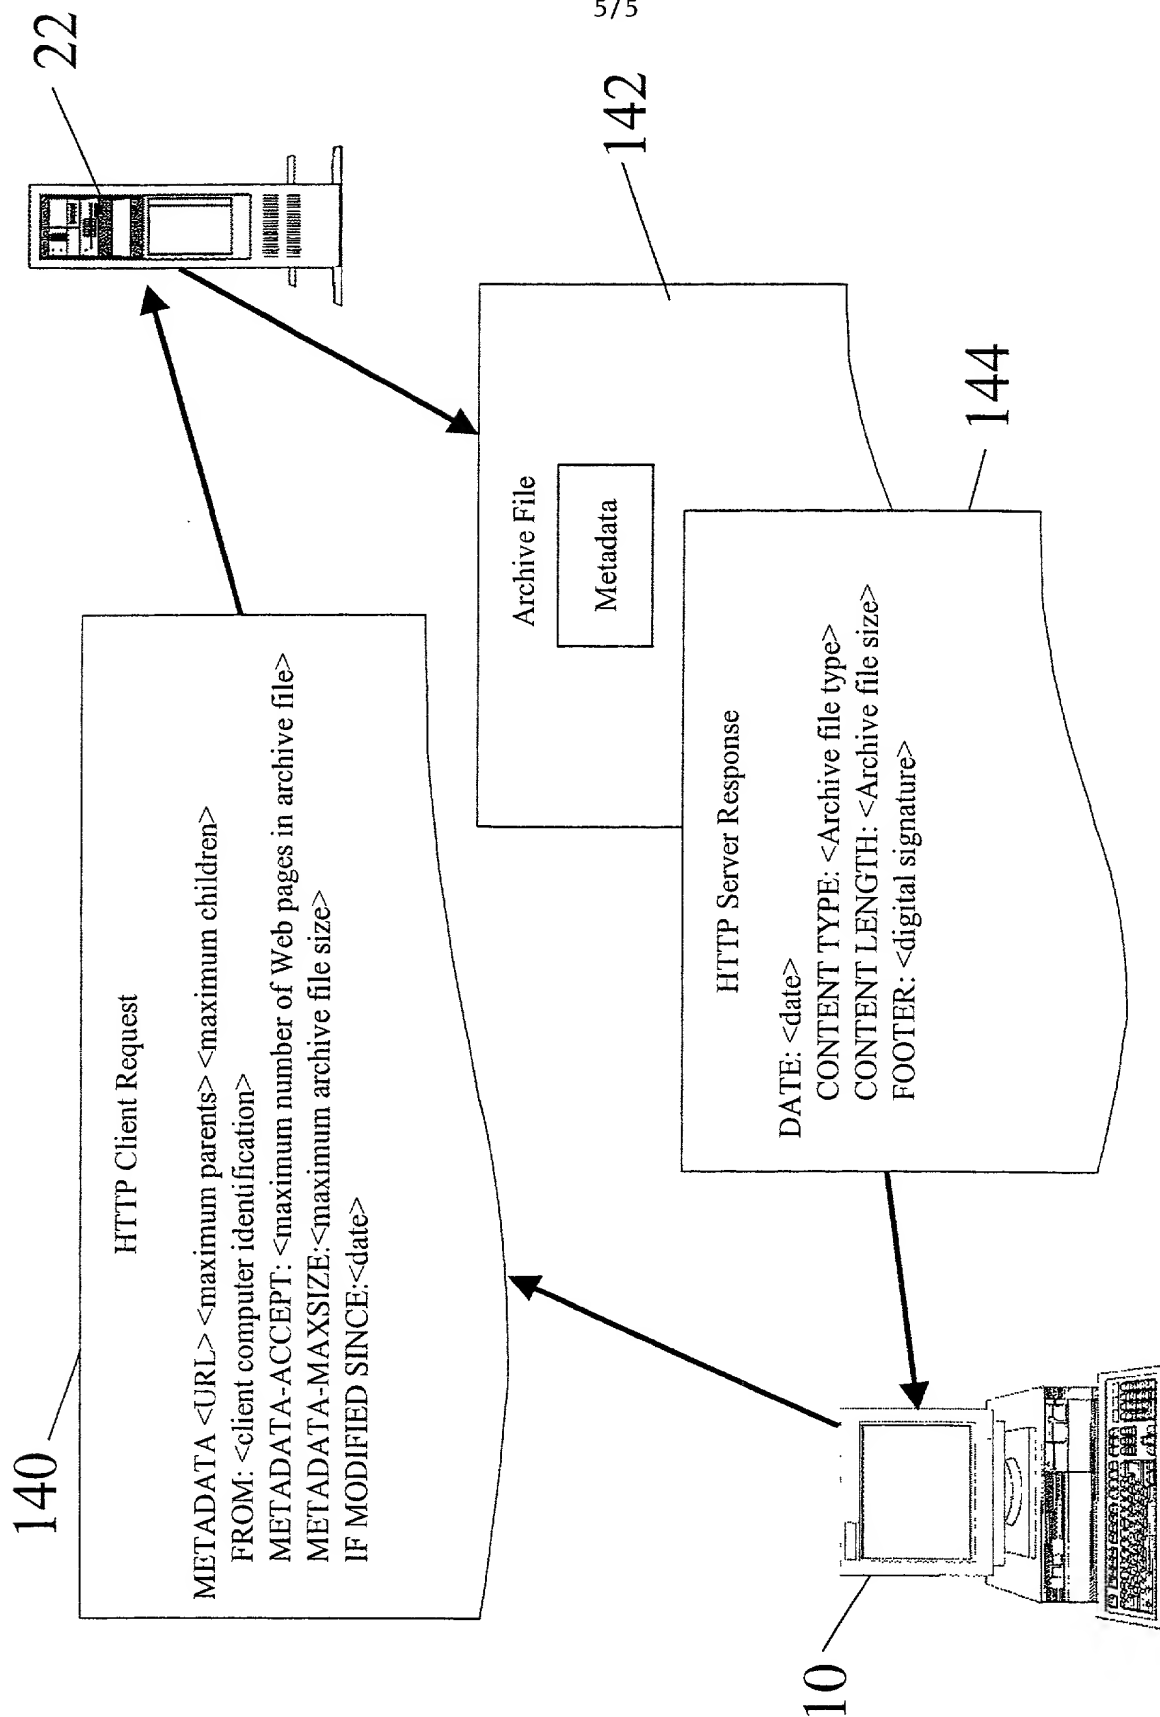 5/5
140
HTTP Client Request
METADATA <URL> <maximum parents> <maximum children>
FROM: <client computer identification>
METADATA-ACCEPT: <maximum number of Web pages in archive file>
METADATA-MAXSIZE:<maximum archive file size>
IF MODIFIED SINCE:<date>
22
Archive File
Metadata
142
HTTP Server Response
DATE: <date>
CONTENT TYPE: <Archive file type>
CONTENT LENGTH: <Archive file size>
FOOTER: <digital signature>
144
10